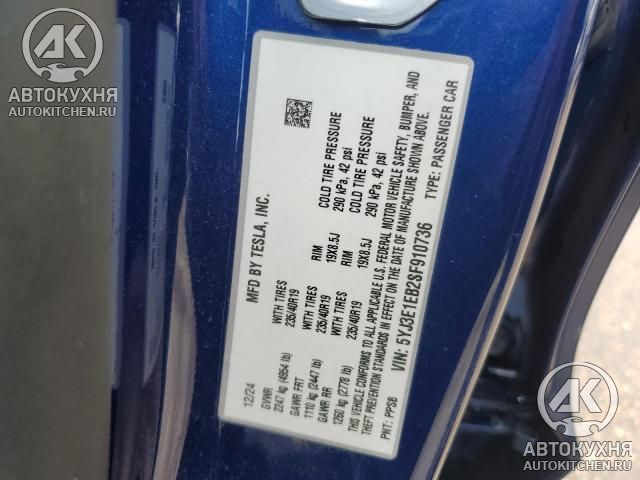 АК
АВТОКУХНЯ
AUTOKITCHEN.RU
MFD BY TESLA, INC.
12/24
GVWR
2247 kg (4954 lb)
GAWR FRT WITH TIRES RIM COLD TIRE PRESSURE
1110 kg (2447 lb) 235/40R19 19X8.5J 290 kPa, 42 psi
GAWR RR WITH TIRES RIM COLD TIRE PRESSURE
1260 kg (2778 lb) 235/40R19 19X8.5J 290 kPa, 42 psi
THIS VEHICLE CONFORMS TO ALL APPLICABLE U.S. FEDERAL MOTOR VEHICLE SAFETY, BUMPER, AND
THEFT PREVENTION STANDARDS IN EFFECT ON THE DATE OF MANUFACTURE SHOWN ABOVE.
PNT: PPSB VIN: 5YJ3E1EB2SF910736 TYPE: PASSENGER CAR
АК
АВТОКУХНЯ
AUTOKITCHEN.RU